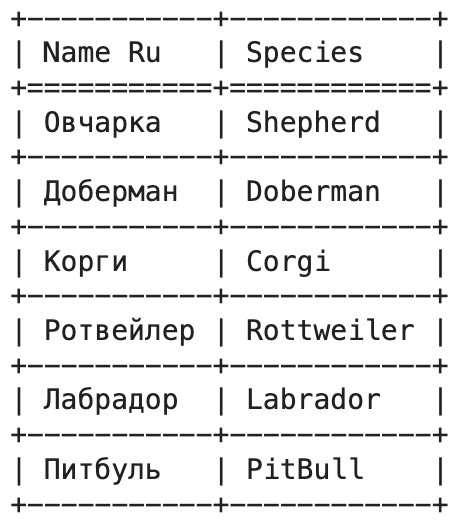 +-----------+------------+
| Name Ru   | Species    |
+===========+============+
| Овчарка   | Shepherd   |
+-----------+------------+
| Доберман  | Doberman   |
+-----------+------------+
| Корги     | Corgi      |
+-----------+------------+
| Ротвейлер | Rottweiler |
+-----------+------------+
| Лабрадор  | Labrador   |
+-----------+------------+
| Питбуль   | PitBull    |
+-----------+------------+